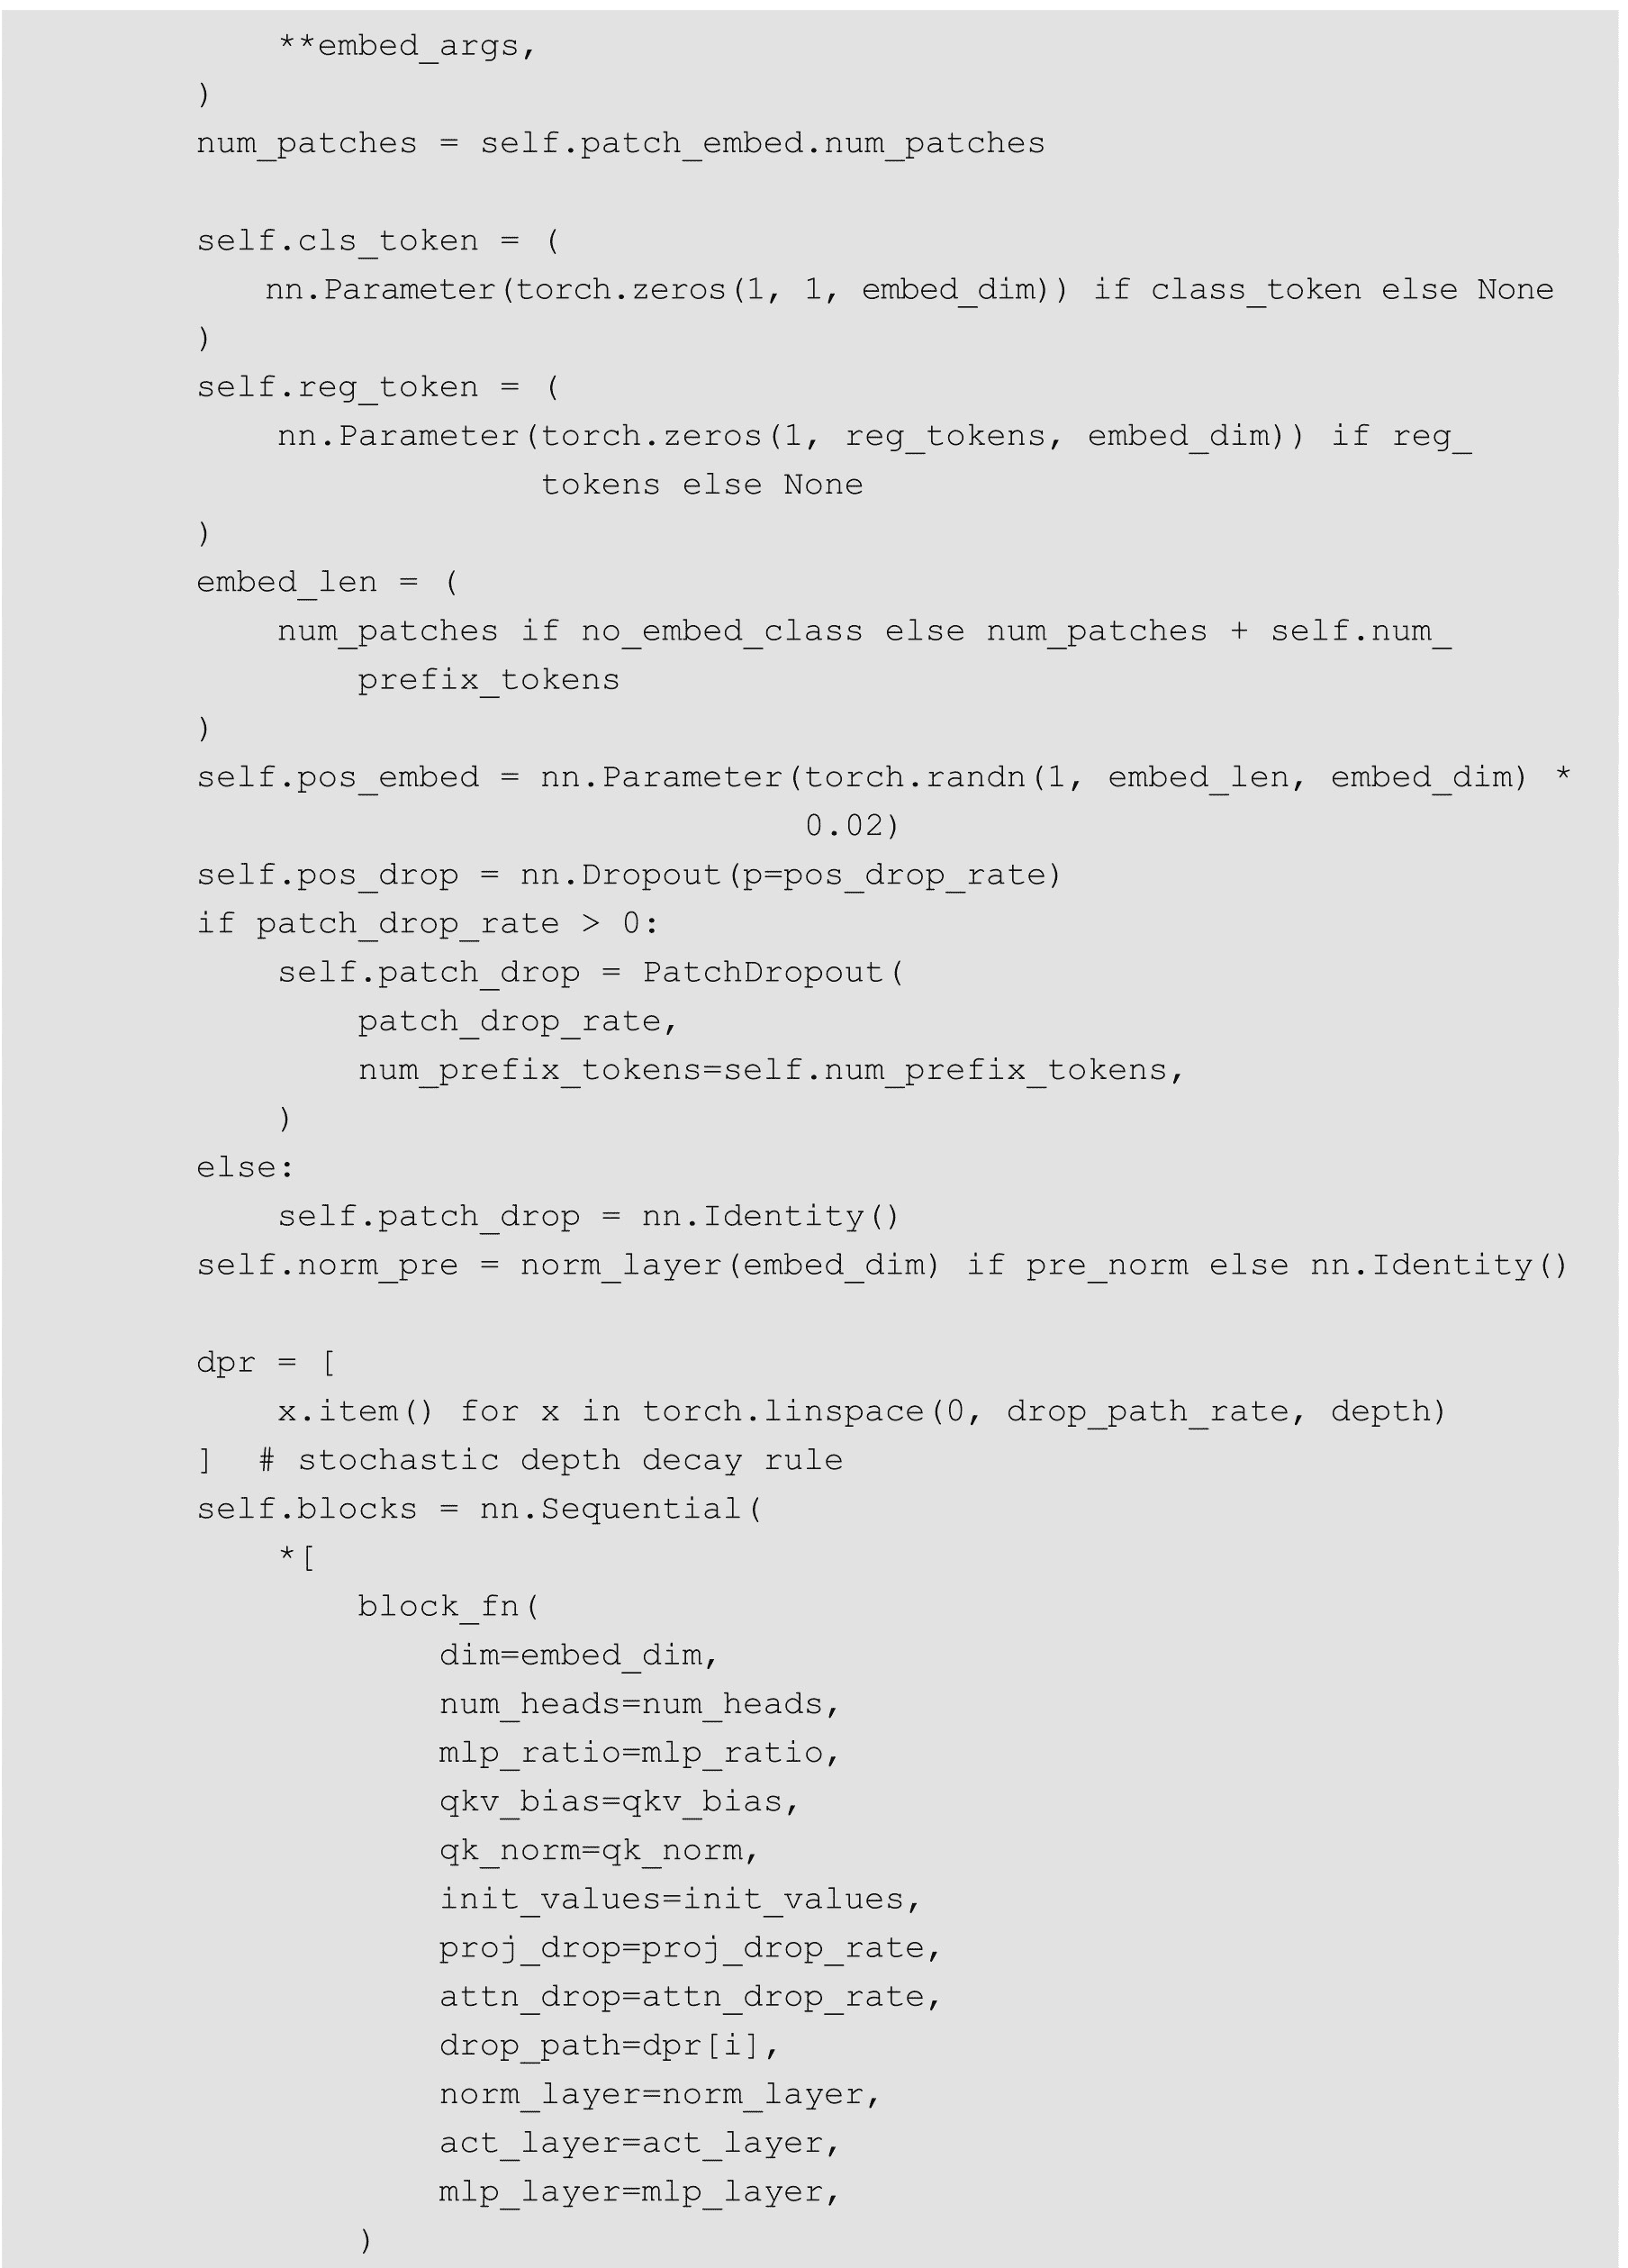 **embed_args,
)
num_patches = self.patch_embed.num_patches
self.cls_token = (
nn.Parameter(torch.zeros(1, 1, embed_dim)) if class_token else None
)
self.reg_token = (
nn.Parameter(torch.zeros(1, reg_tokens, embed_dim)) if reg_
tokens else None
)
embed_len = (
num_patches if no_embed_class else num_patches + self.num_
prefix_tokens
)
self.pos_embed = nn.Parameter(torch.randn(1, embed_len, embed_dim) *
0.02)
self.pos_drop = nn.Dropout(p=pos_drop_rate)
if patch_drop_rate > 0:
self.patch_drop = PatchDropout(
patch_drop_rate,
num_prefix_tokens=self.num_prefix_tokens,
)
else:
self.patch_drop = nn.Identity()
self.norm_pre = norm_layer(embed_dim) if pre_norm else nn.Identity()
dpr = [
x.item() for x in torch.linspace(0, drop_path_rate, depth)
]  # stochastic depth decay rule
self.blocks = nn.Sequential(
*[
block_fn(
dim=embed_dim,
num_heads=num_heads,
mlp_ratio=mlp_ratio,
qkv_bias=qkv_bias,
qk_norm=qk_norm,
init_values=init_values,
proj_drop=proj_drop_rate,
attn_drop=attn_drop_rate,
drop_path=dpr[i],
norm_layer=norm_layer,
act_layer=act_layer,
mlp_layer=mlp_layer,
)